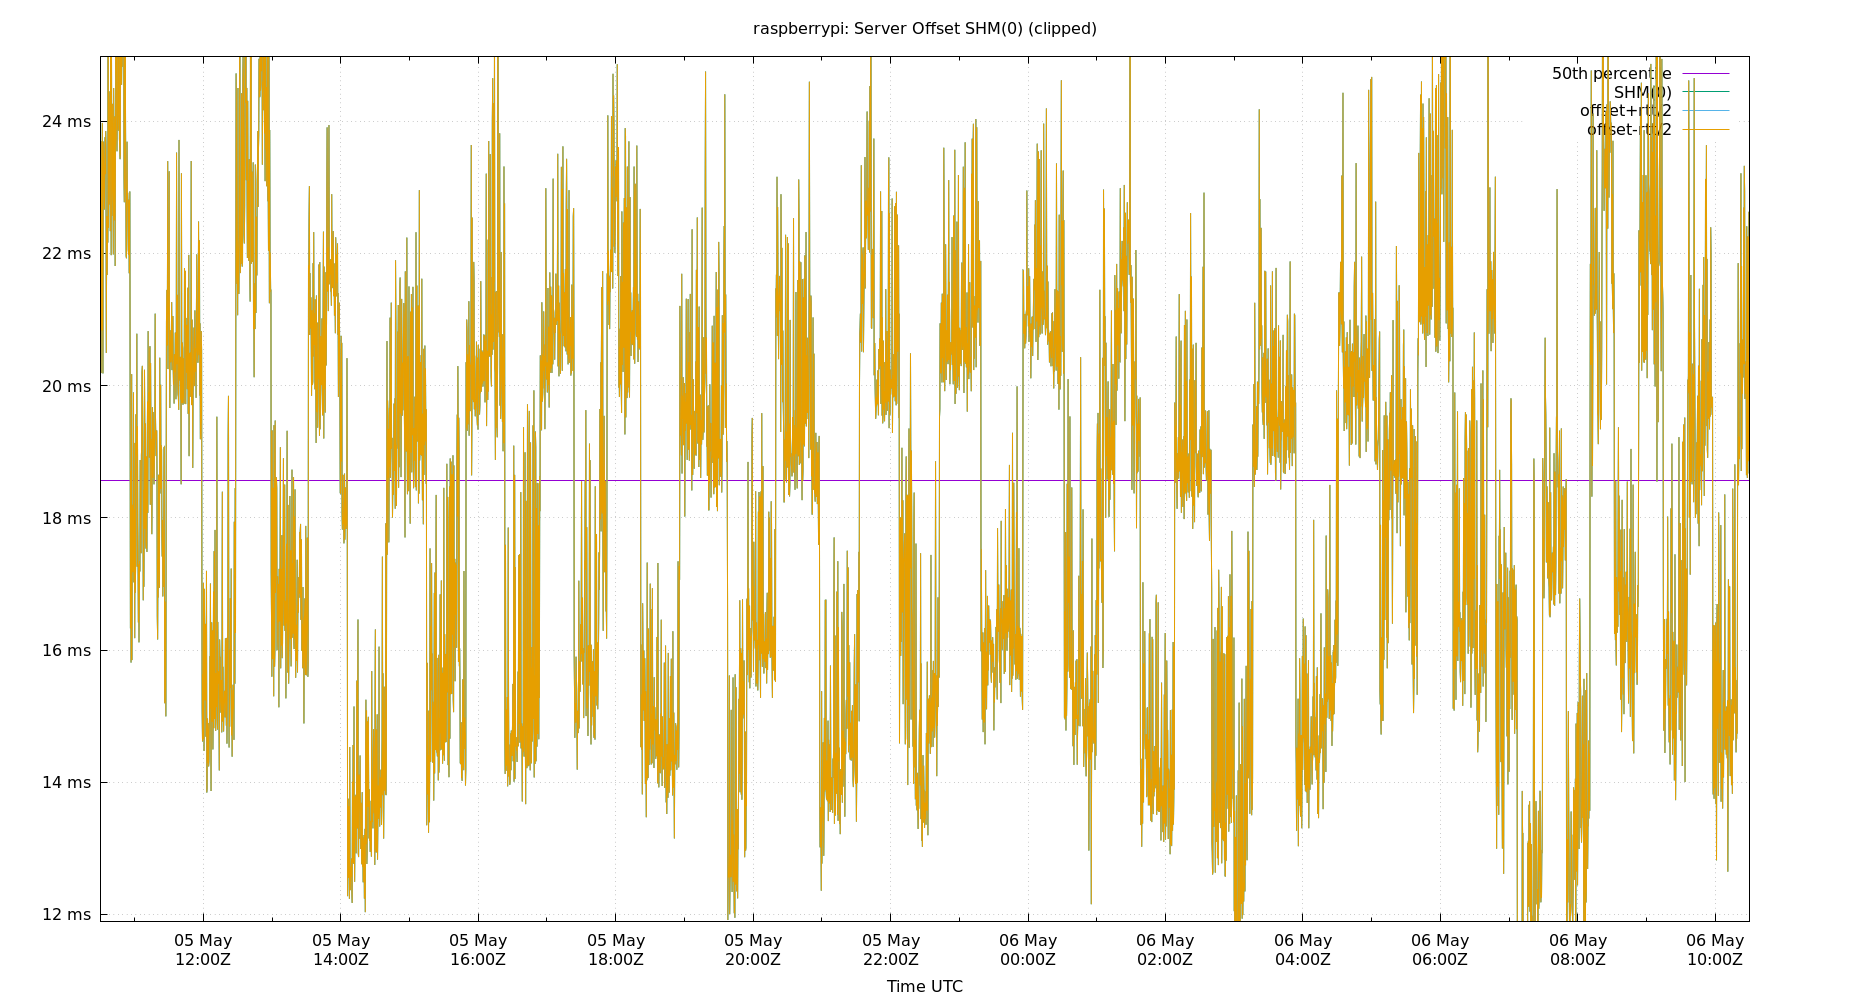 raspberrypi: Server Offset SHM(0) (clipped)
50th percentile
SHM(0)
offset+rtt/2
offset-rtt/2
24 ms
22 ms
20 ms
18 ms
16 ms
14 ms
12 ms
05 May 05 May 05 May 05 May 05 May 05 May 06 May 06 May 06 May 06 May 06 May 06 May
12:00Z 14:00Z 16:00Z 18:00Z 20:00Z 22:00Z 00:00Z 02:00Z 04:00Z 06:00Z 08:00Z 10:00Z
Time UTC